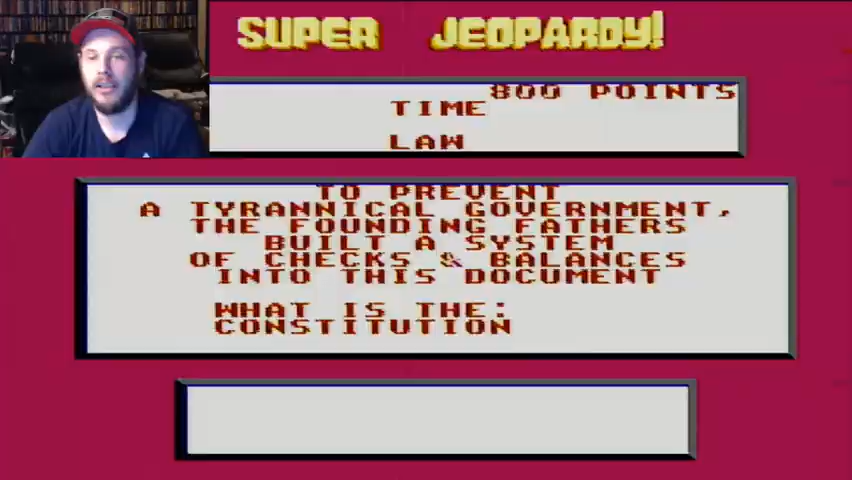 SUPER JEOPARDY!
800 POINTS
TIME
LAW
TO PREVENT
A TYRANNICAL GOVERNMENT,
THE FOUNDING FATHERS
BUILT A SYSTEM
OF CHECKS & BALANCES
INTO THIS DOCUMENT
WHAT IS THE:
CONSTITUTION